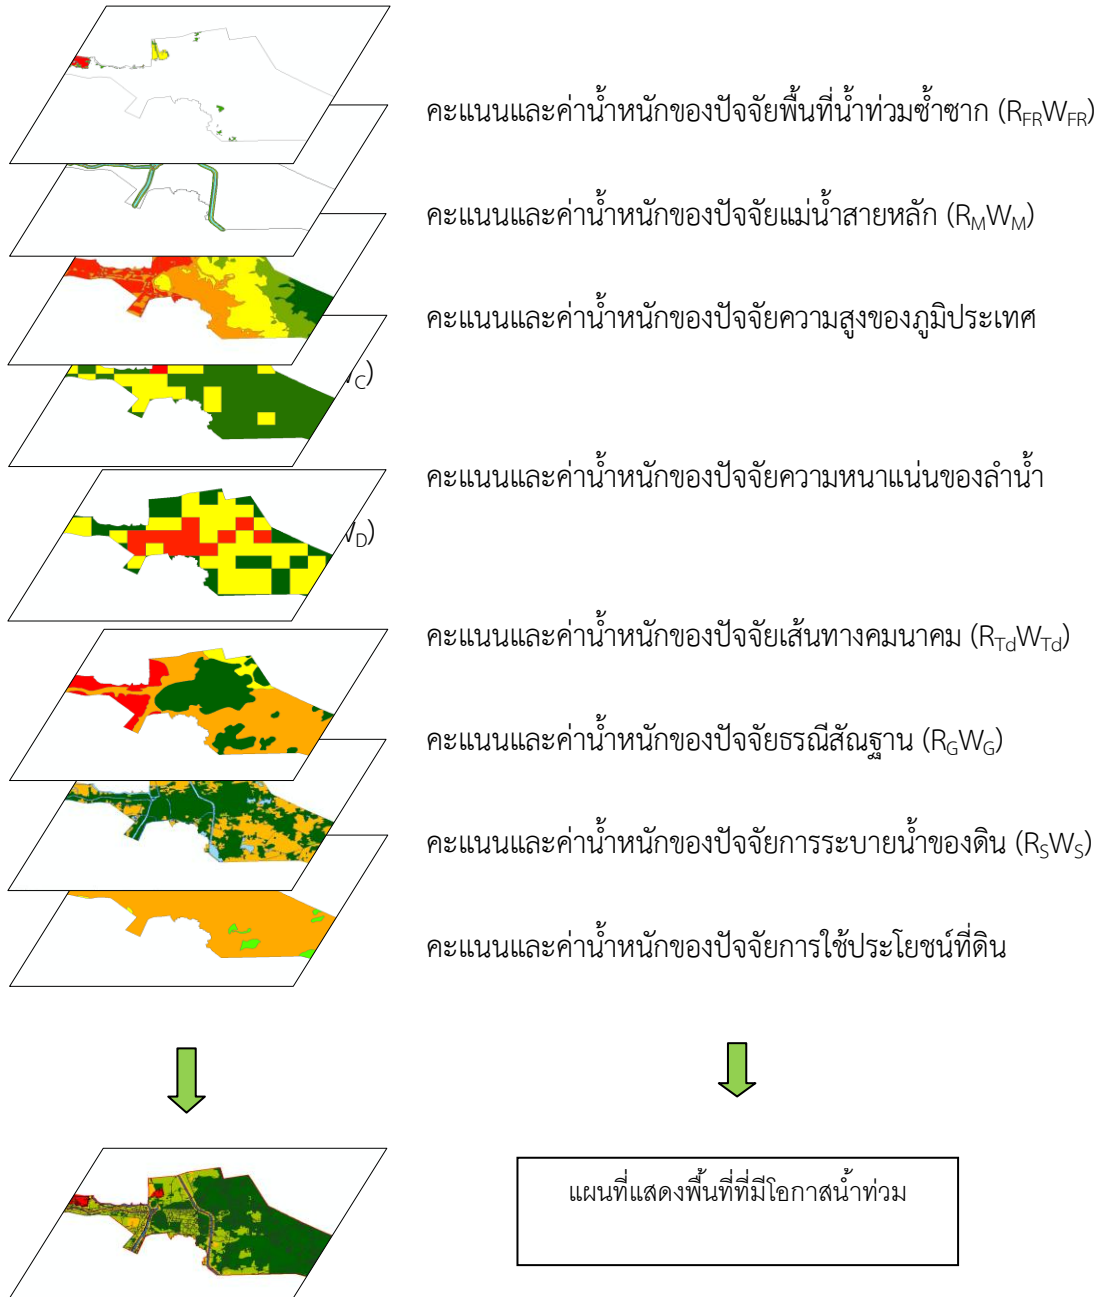 คะแนนและค่าน้ำหนักของปัจจัยพื้นที่น้ำท่วมซ้ำซาก (R_FRW_FR)
คะแนนและค่าน้ำหนักของปัจจัยแม่น้ำสายหลัก (R_MW_M)
คะแนนและค่าน้ำหนักของปัจจัยความสูงของภูมิประเทศ
คะแนนและค่าน้ำหนักของปัจจัยความหนาแน่นของลำน้ำ
คะแนนและค่าน้ำหนักของปัจจัยเส้นทางคมนาคม (R_TdW_Td)
คะแนนและค่าน้ำหนักของปัจจัยธรณีสัณฐาน (R_GW_G)
คะแนนและค่าน้ำหนักของปัจจัยการระบายน้ำของดิน (R_SW_S)
คะแนนและค่าน้ำหนักของปัจจัยการใช้ประโยชน์ที่ดิน
แผนที่แสดงพื้นที่ที่มีโอกาสน้ำท่วม